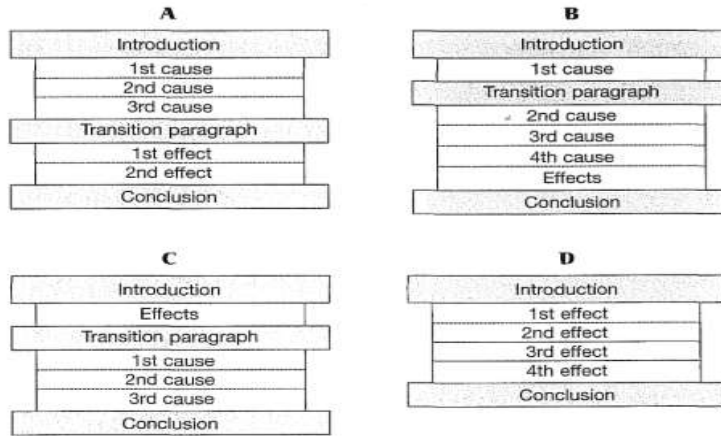 A
Introduction
1st cause
2nd cause
3rd cause
Transition paragraph
1st effect
2nd effect
Conclusion
B
Introduction
1st cause
Transition paragraph
2nd cause
3rd cause
4th cause
Effects
Conclusion
C
Introduction
Effects
Transition paragraph
1st cause
2nd cause
3rd cause
Conclusion
D
Introduction
1st effect
2nd effect
3rd effect
4th effect
Conclusion